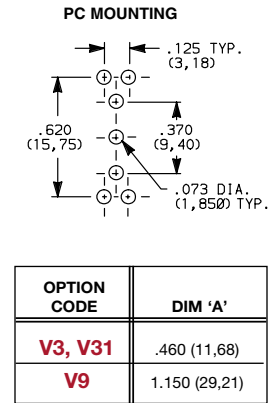 PC MOUNTING
.125 TYP.
(3,18)
.620
(15,75)
.370
(9,40)
.073 DIA.
(1,850) TYP.
OPTION CODE
DIM ‘A’
V3, V31
.460 (11,68)
V9
1.150 (29,21)